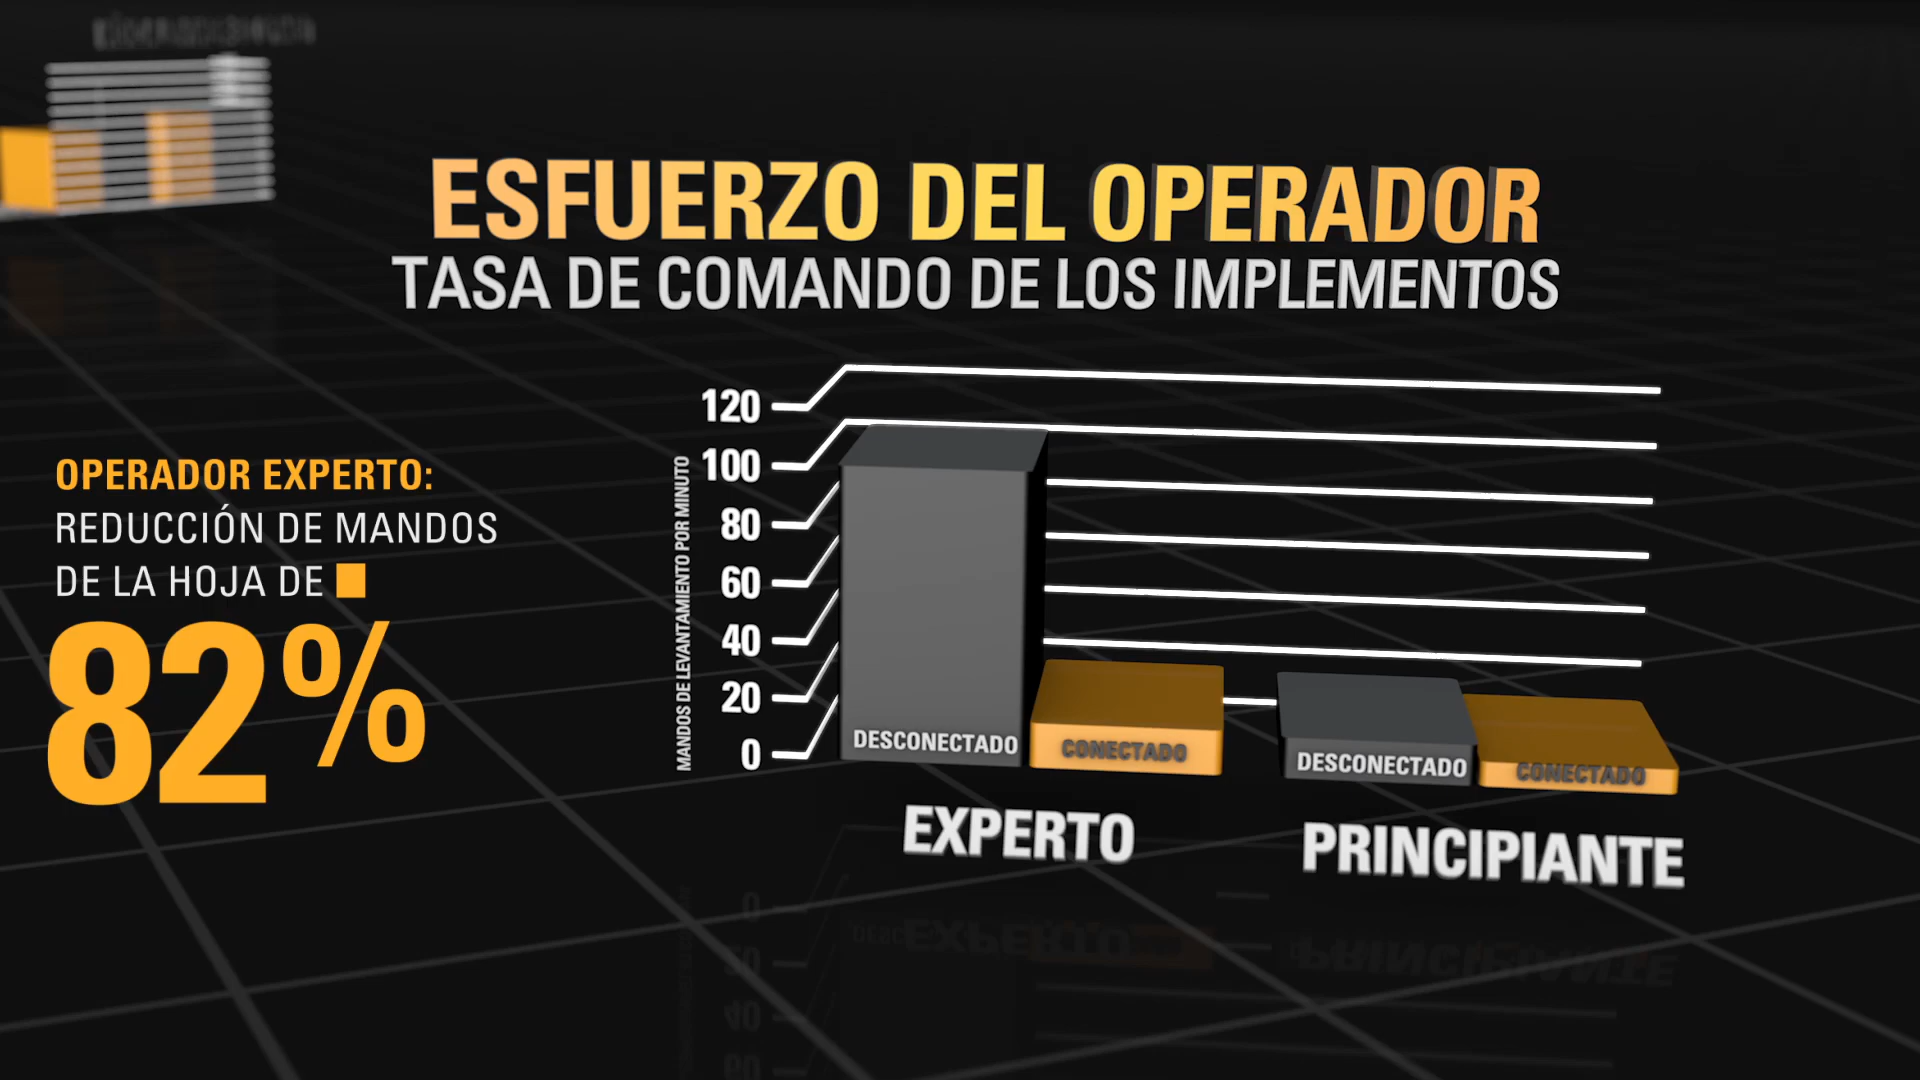 ESFUERZO DEL OPERADOR
TASA DE COMANDO DE LOS IMPLEMENTOS
OPERADOR EXPERTO:
REDUCCIÓN DE MANDOS
DE LA HOJA DE
82%
MANDOS DE LEVANTAMIENTO POR MINUTO
120
100
80
60
40
20
0
DESCONECTADO
CONECTADO
DESCONECTADO
CONECTADO
EXPERTO
PRINCIPIANTE